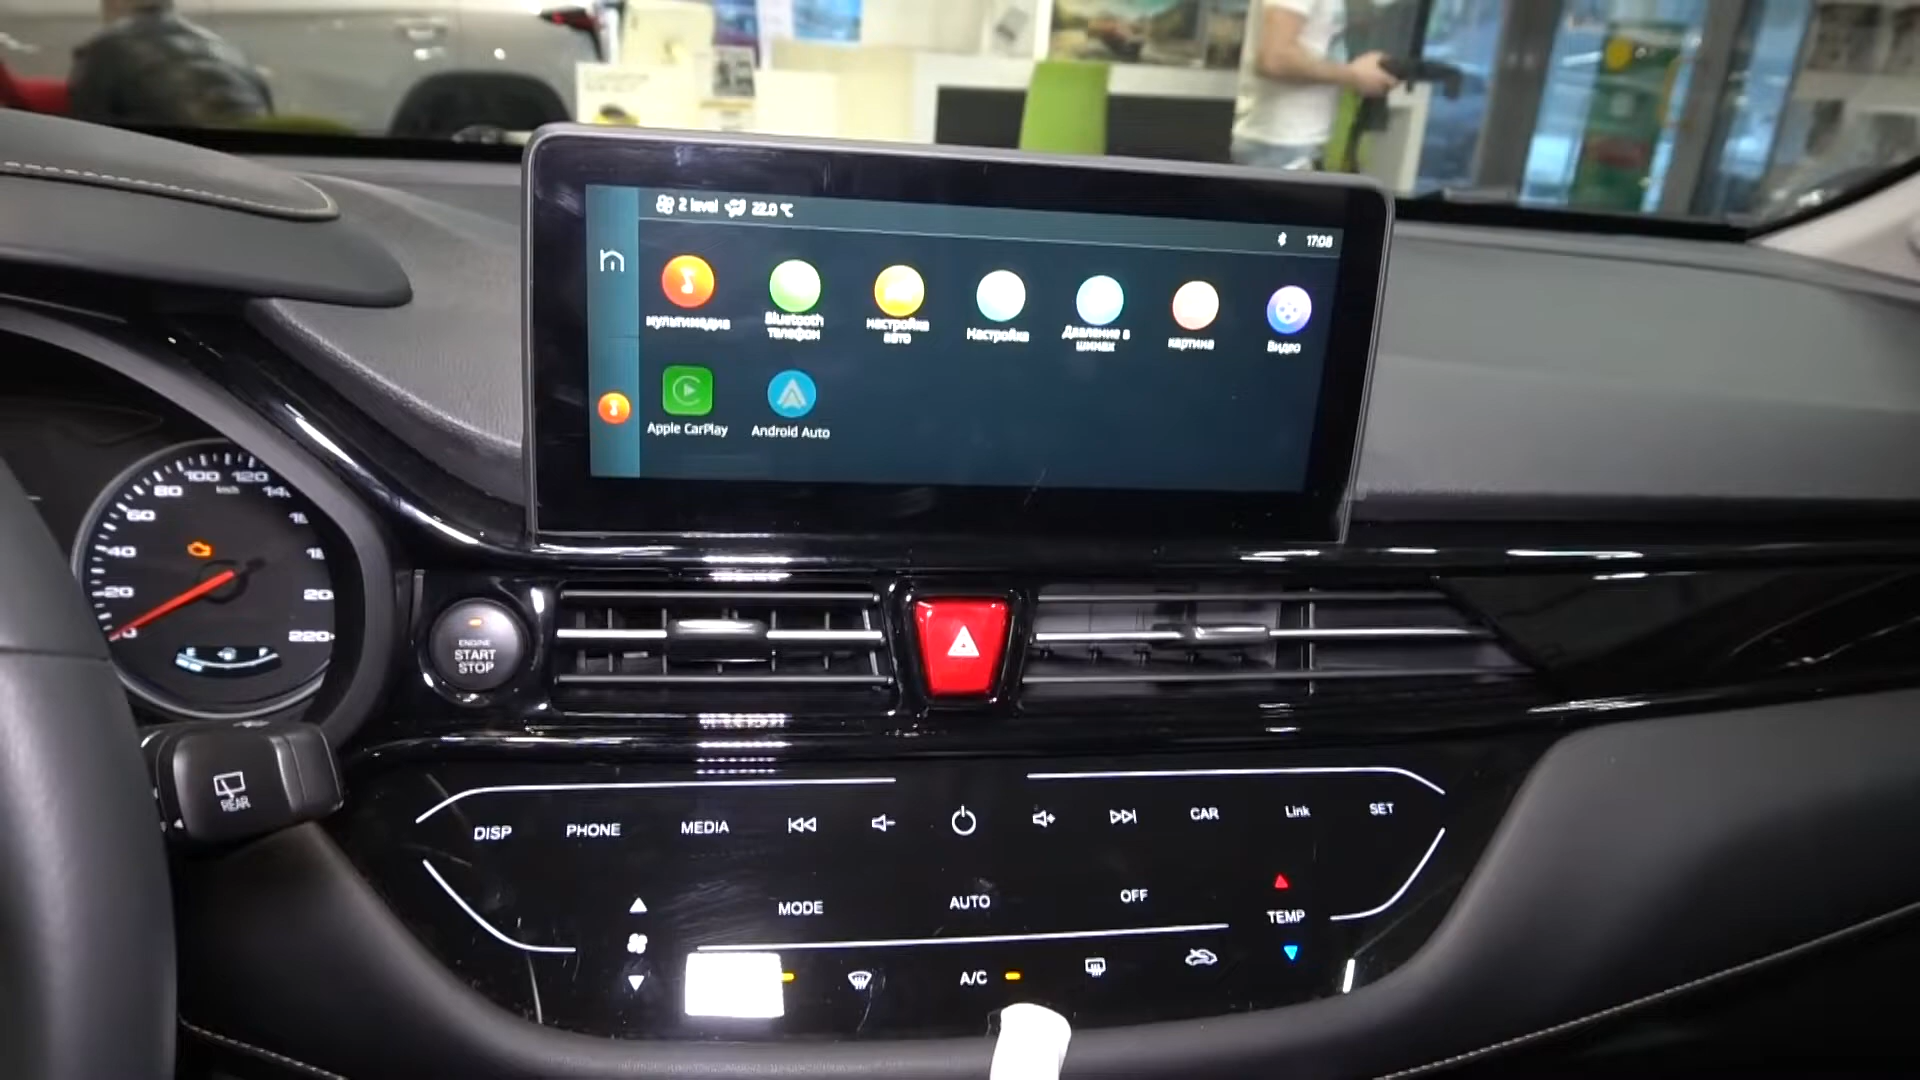 2 level 22.0 ℃
17:08
мультимедиа
Bluetooth
телефон
настройка
авто
Настройка
Давление в
шинах
картина
Видео
Apple CarPlay
Android Auto
20
40
60
80
100
120
km/h
200
220
E F
ENGINE
START
STOP
REAR
DISP PHONE MEDIA CAR Link SET
MODE AUTO OFF
TEMP
A/C